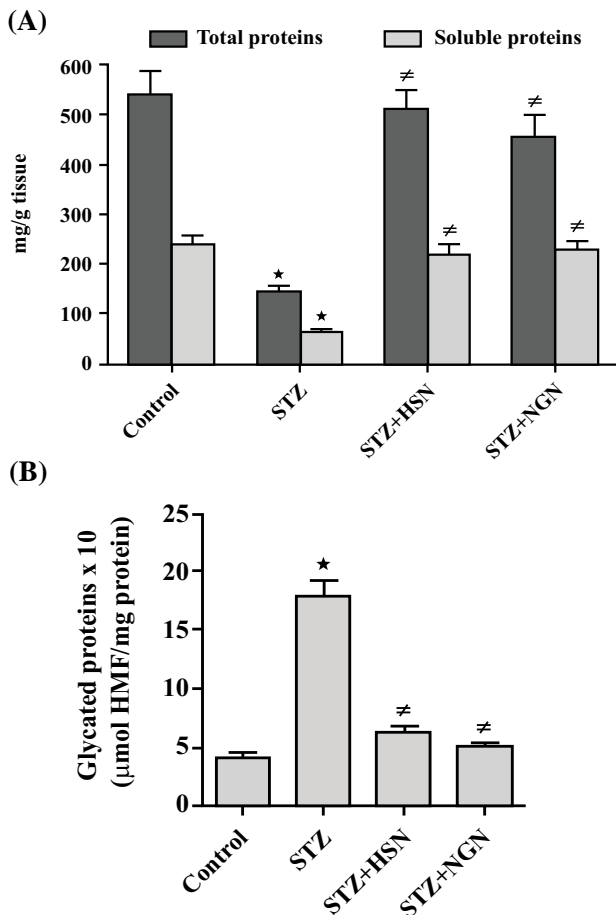 (A)
Total proteins Soluble proteins
mg/g tissue
600
500
400
300
200
100
0
★ ★ ≠ ≠ ≠ ≠
Control STZ STZ+HSN STZ+NGN
(B)
Glycated proteins x 10
(µmol HMF/mg protein)
25
20
15
10
5
0
★ ≠ ≠
Control STZ STZ+HSN STZ+NGN